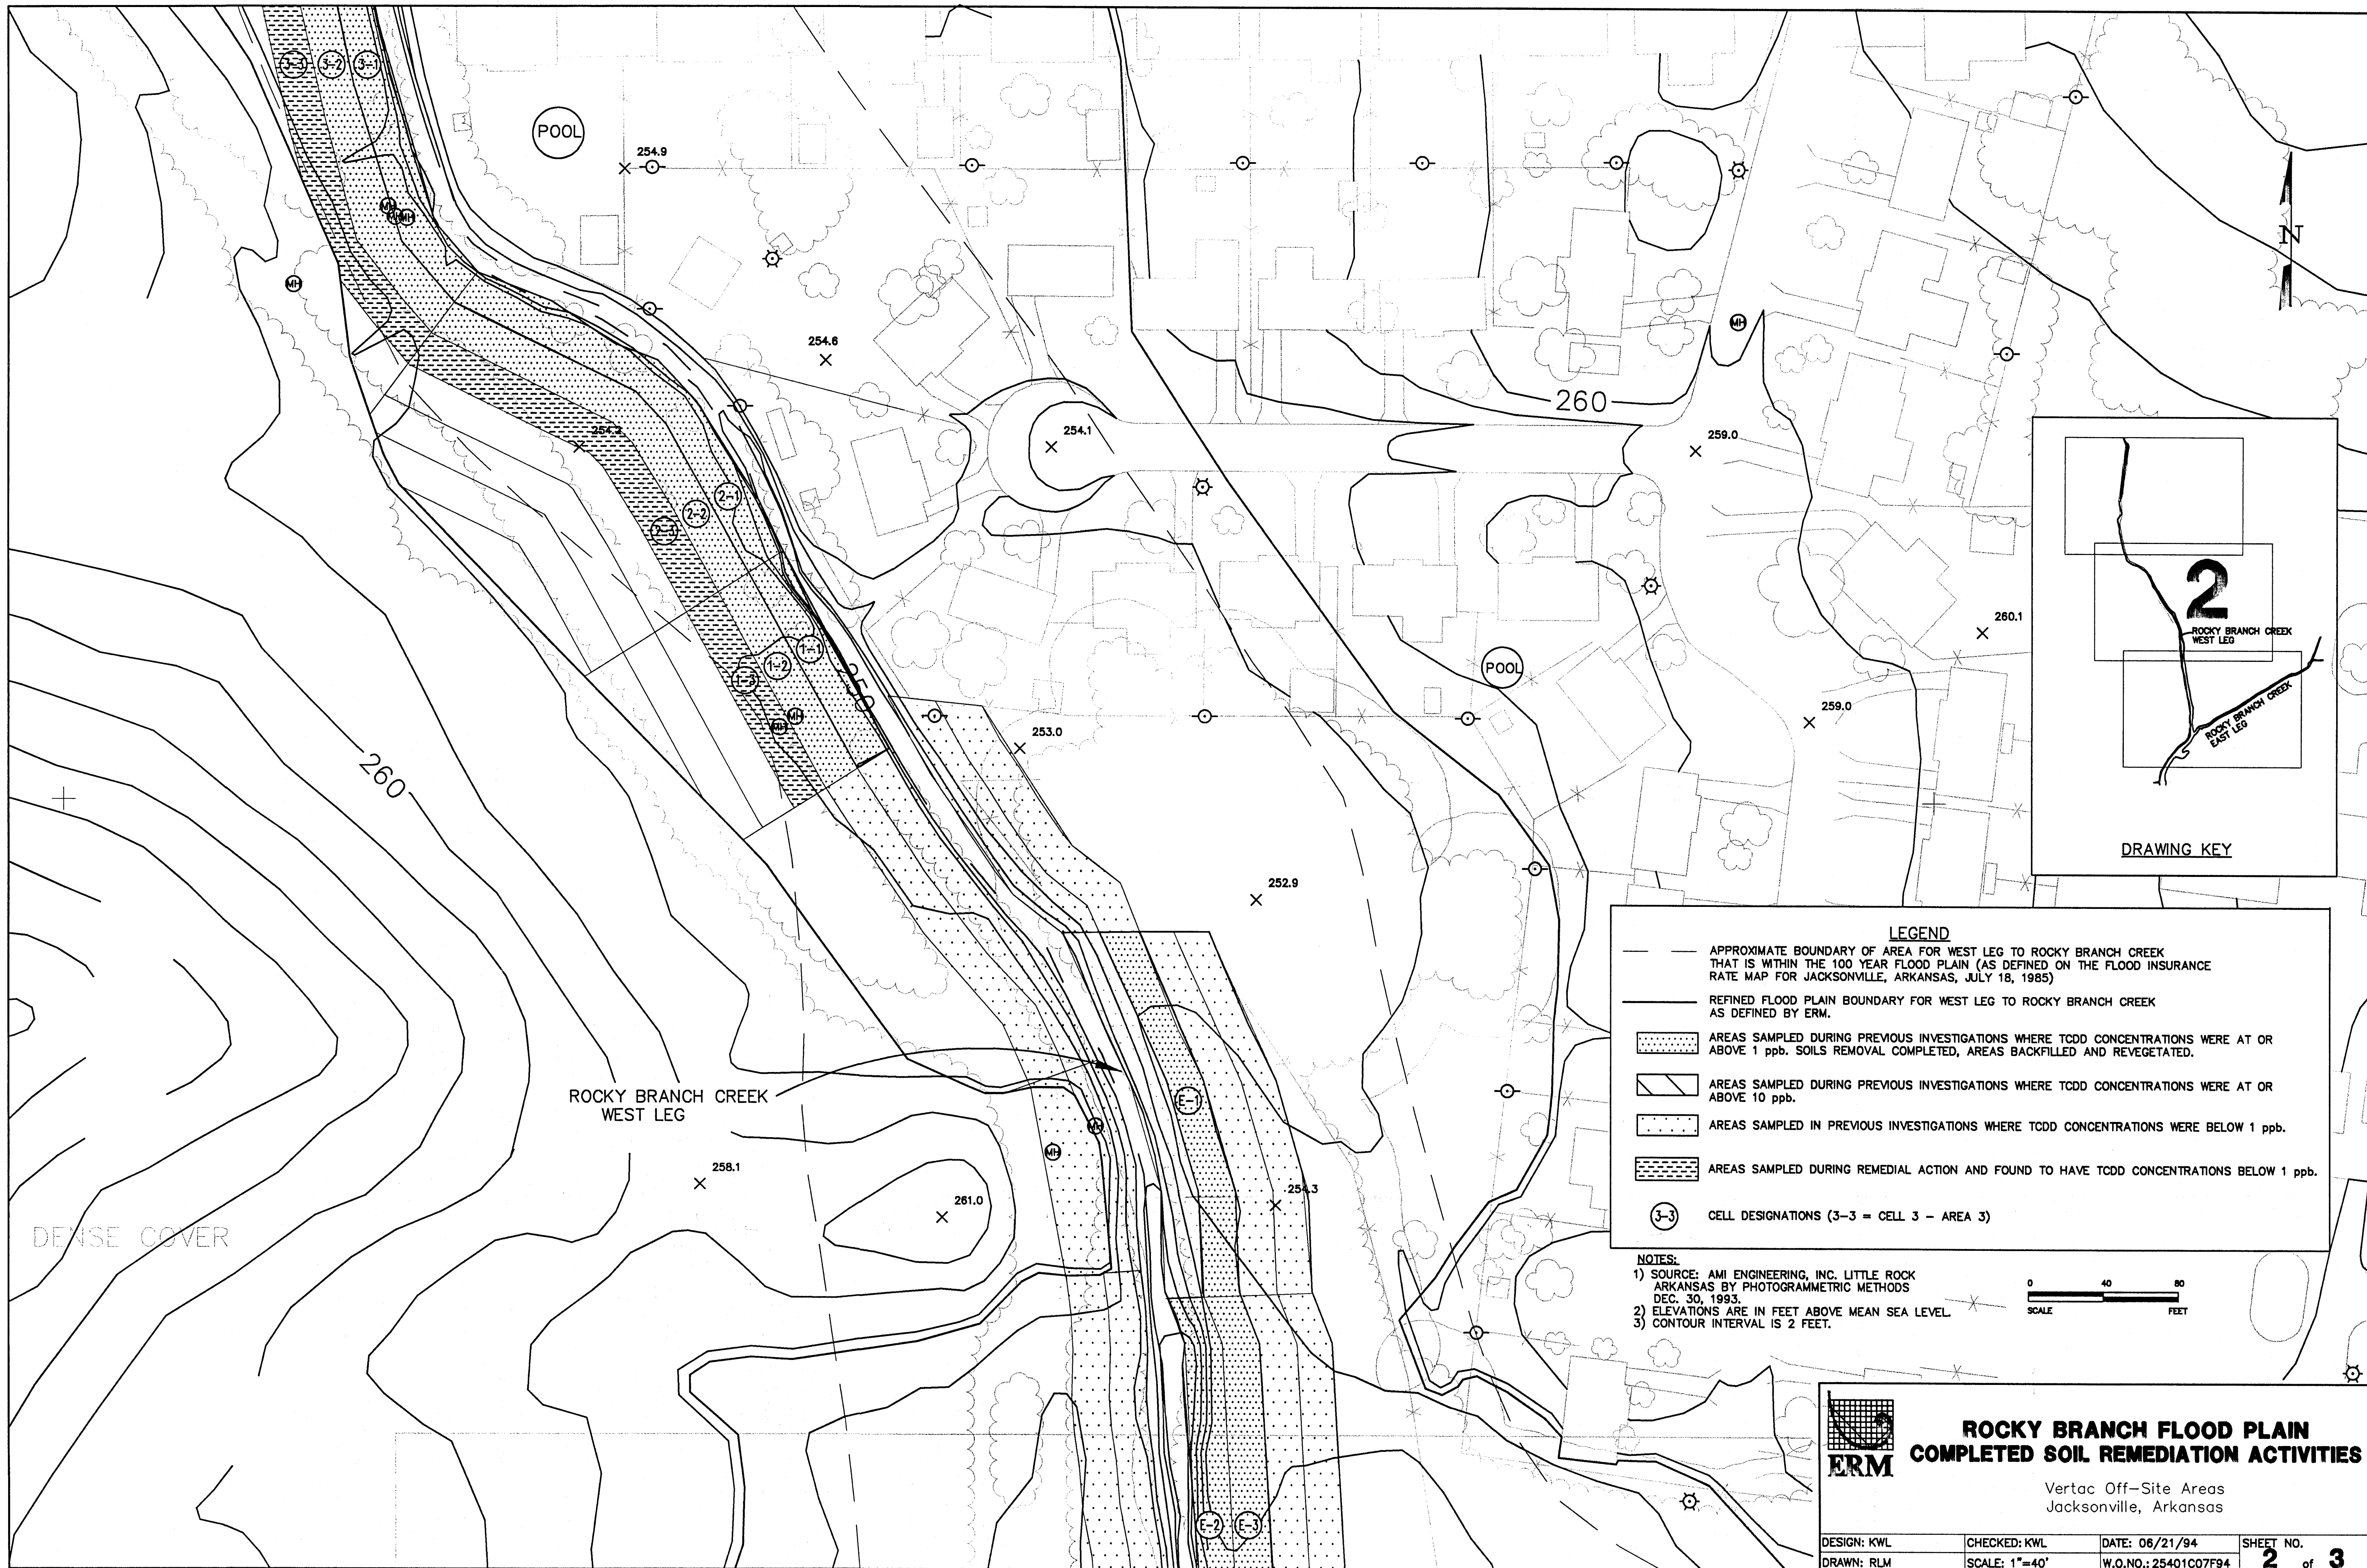 3-3 3-2 3-1
POOL
254.9
MH
MH MH
MH
254.6
MH
260
254.2
254.1
259.0
2-1
2-2
2-3
260.1
1-1
1-2
1-3
250
POOL
MH
MH
253.0
259.0
260
252.9
ROCKY BRANCH CREEK
WEST LEG
E-1
MH
MH
258.1
261.0
254.3
DENSE COVER
E-2 E-3
N
2
ROCKY BRANCH CREEK
WEST LEG
ROCKY BRANCH CREEK
EAST LEG
DRAWING KEY
LEGEND
APPROXIMATE BOUNDARY OF AREA FOR WEST LEG TO ROCKY BRANCH CREEK
THAT IS WITHIN THE 100 YEAR FLOOD PLAIN (AS DEFINED ON THE FLOOD INSURANCE
RATE MAP FOR JACKSONVILLE, ARKANSAS, JULY 18, 1985)
REFINED FLOOD PLAIN BOUNDARY FOR WEST LEG TO ROCKY BRANCH CREEK
AS DEFINED BY ERM.
AREAS SAMPLED DURING PREVIOUS INVESTIGATIONS WHERE TCDD CONCENTRATIONS WERE AT OR
ABOVE 1 ppb. SOILS REMOVAL COMPLETED, AREAS BACKFILLED AND REVEGETATED.
AREAS SAMPLED DURING PREVIOUS INVESTIGATIONS WHERE TCDD CONCENTRATIONS WERE AT OR
ABOVE 10 ppb.
AREAS SAMPLED IN PREVIOUS INVESTIGATIONS WHERE TCDD CONCENTRATIONS WERE BELOW 1 ppb.
AREAS SAMPLED DURING REMEDIAL ACTION AND FOUND TO HAVE TCDD CONCENTRATIONS BELOW 1 ppb.
3-3 CELL DESIGNATIONS (3-3 = CELL 3 - AREA 3)
NOTES:
1) SOURCE: AMI ENGINEERING, INC. LITTLE ROCK
ARKANSAS BY PHOTOGRAMMETRIC METHODS
DEC. 30, 1993.
2) ELEVATIONS ARE IN FEET ABOVE MEAN SEA LEVEL.
3) CONTOUR INTERVAL IS 2 FEET.
0 40 80
SCALE FEET
ERM
ROCKY BRANCH FLOOD PLAIN
COMPLETED SOIL REMEDIATION ACTIVITIES
Vertac Off-Site Areas
Jacksonville, Arkansas
DESIGN: KWL CHECKED: KWL DATE: 06/21/94 SHEET NO.
DRAWN: RLM SCALE: 1"=40' W.O.NO.: 25401C07F94 2 of 3